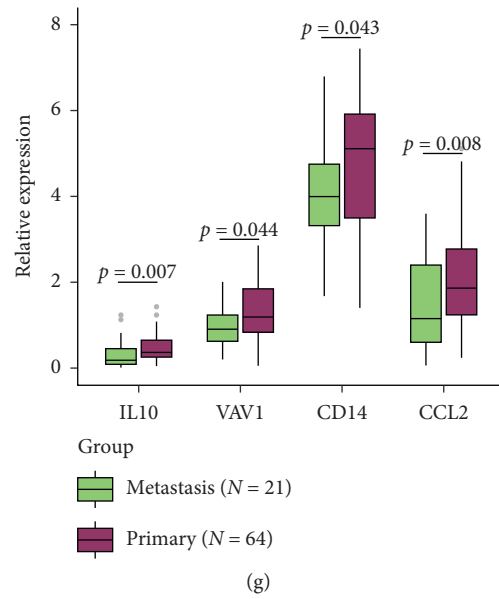 8
p = 0.043
6
p = 0.008
Relative expression
4
p = 0.044
p = 0.007
2
0
IL10 VAV1 CD14 CCL2
Group
Metastasis (N = 21)
Primary (N = 64)
(g)